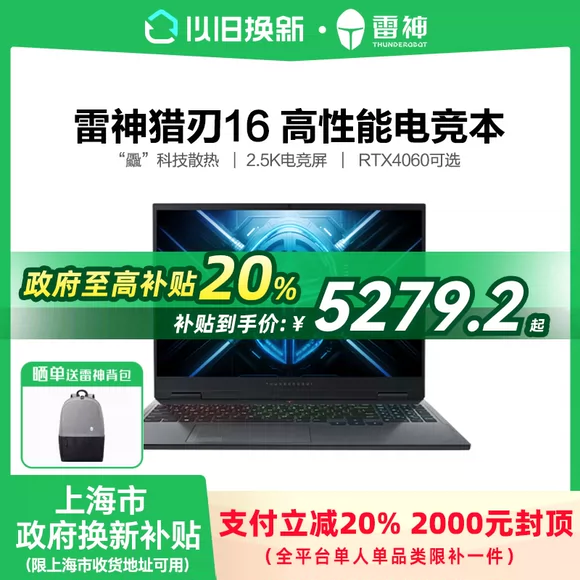 以旧换新 雷神
THUNDEROBOT
雷神猎刃16 高性能电竞本
“龘”科技散热 | 2.5K电竞屏 | RTX4060可选
政府至高补贴20%
补贴到手价:¥5279.2起
THUNDEROBOT
晒单送雷神背包
上海市
政府换新补贴
(限上海市收货地址可用)
支付立减20% 2000元封顶
(全平台单人单品类限补一件)